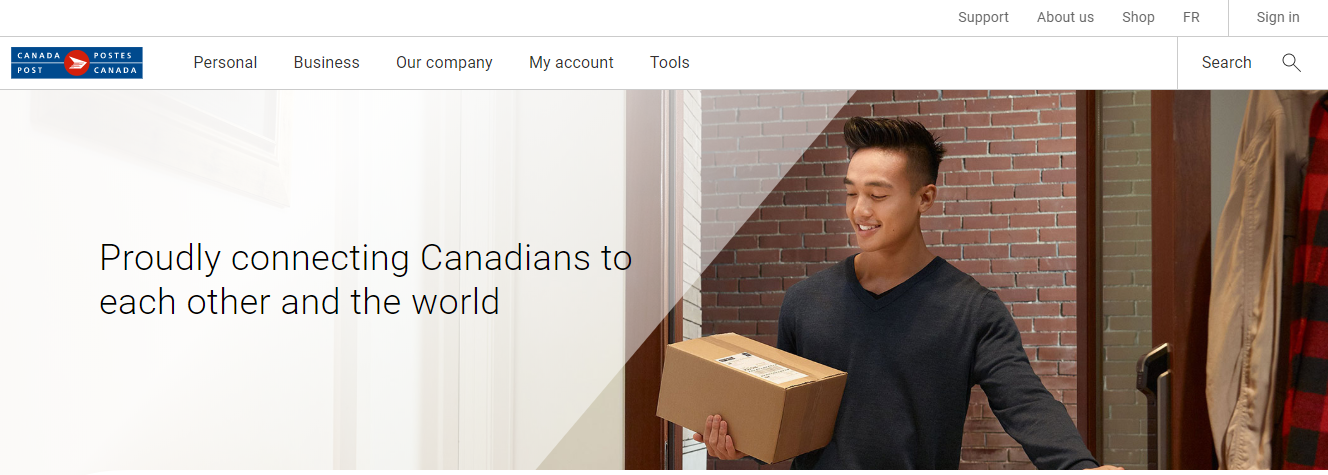 Support About us Shop FR Sign in
CANADA POSTES
POST CANADA
Personal Business Our company My account Tools Search
Proudly connecting Canadians to
each other and the world